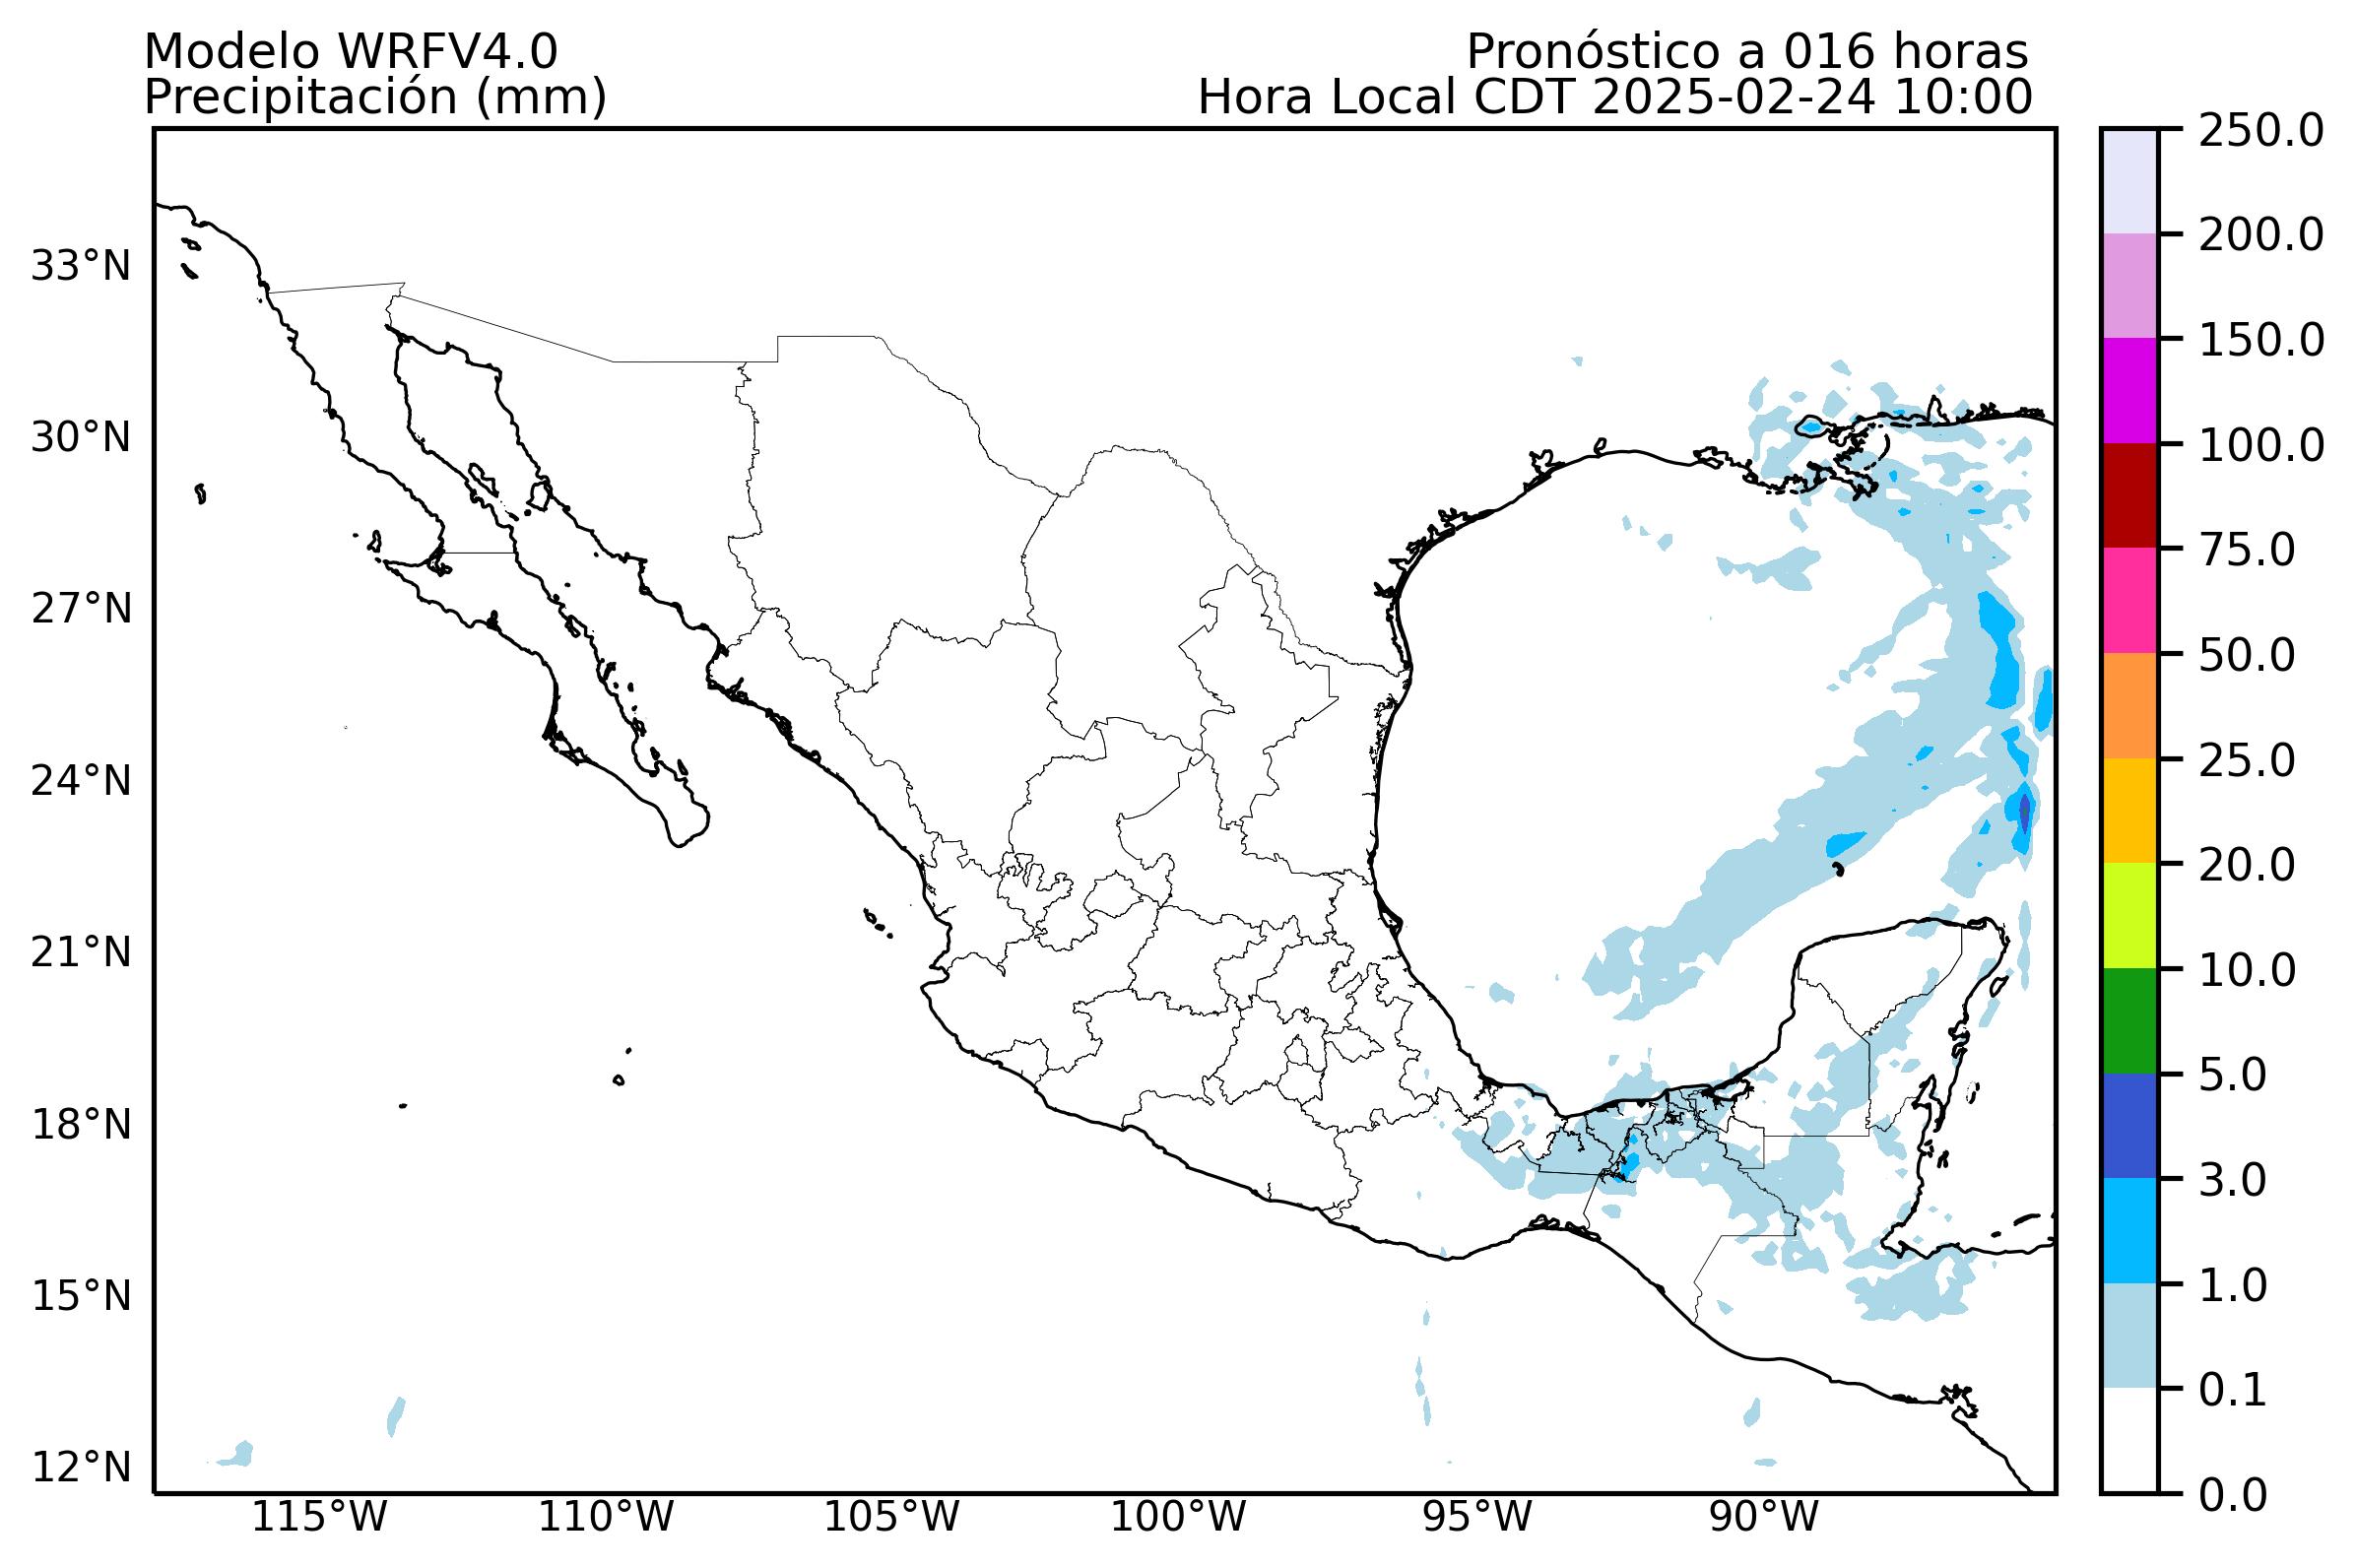 Modelo WRFV4.0
Precipitación (mm)
Pronóstico a 016 horas
Hora Local CDT 2025-02-24 10:00
33°N
30°N
27°N
24°N
21°N
18°N
15°N
12°N
115°W
110°W
105°W
100°W
95°W
90°W
250.0
200.0
150.0
100.0
75.0
50.0
25.0
20.0
10.0
5.0
3.0
1.0
0.1
0.0